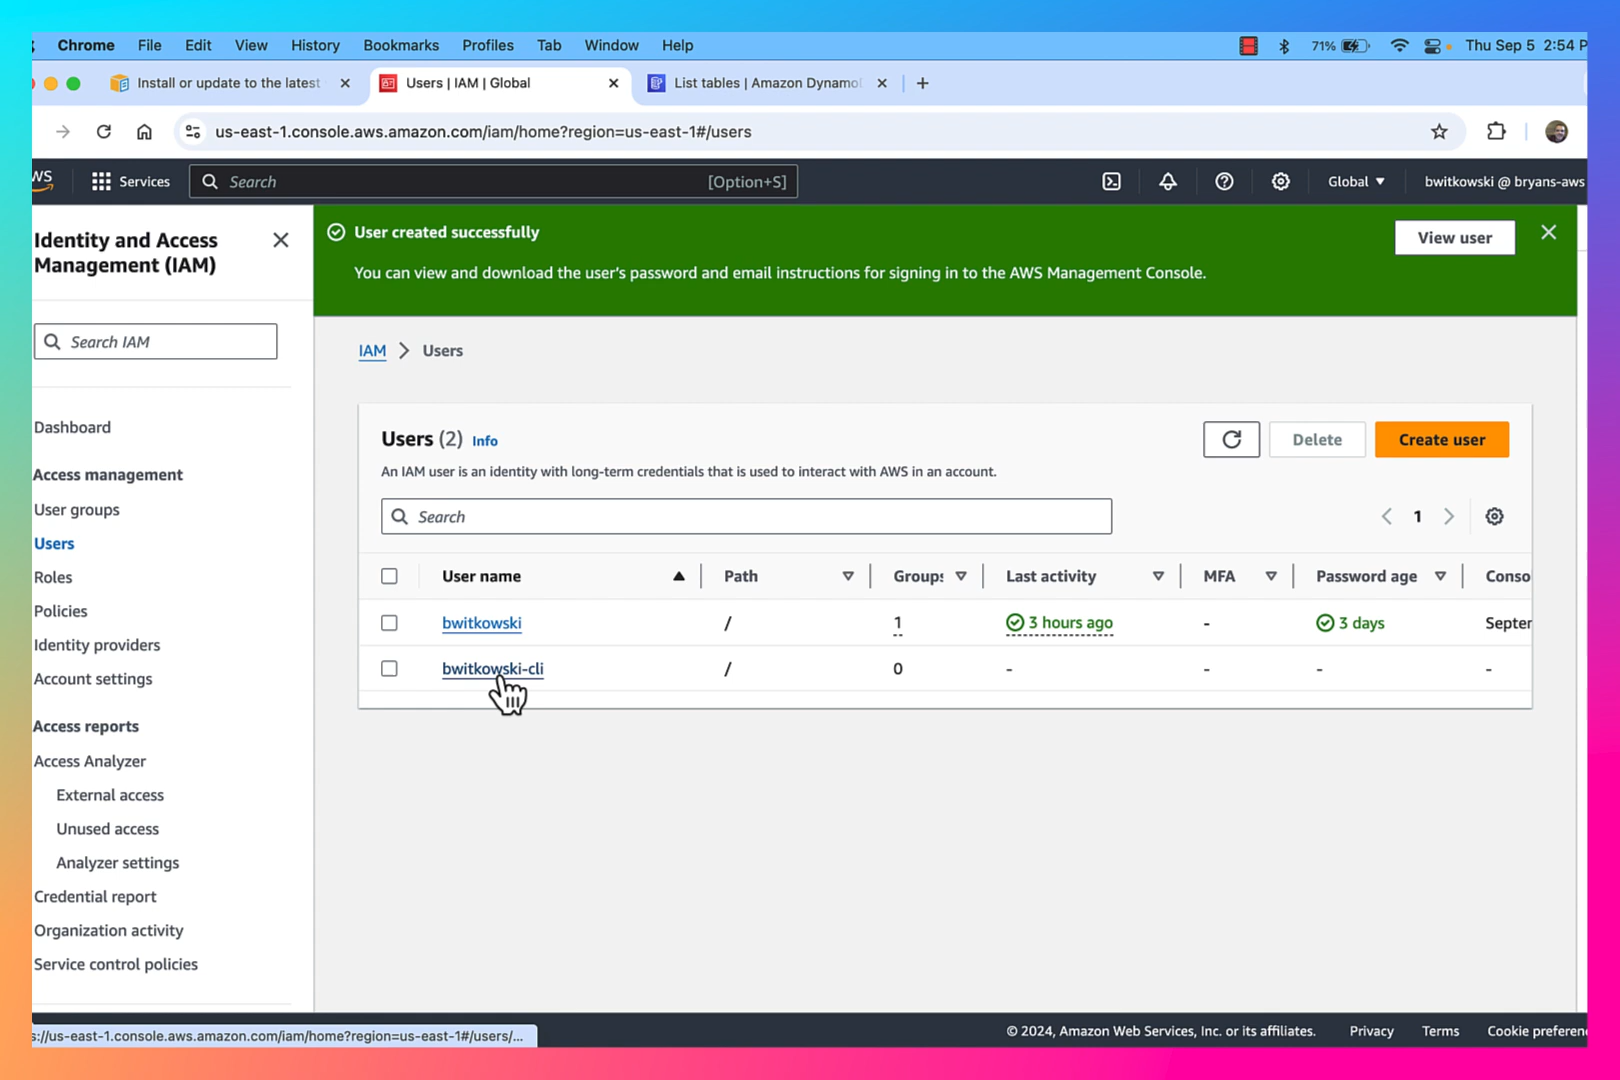 Chrome File Edit View History Bookmarks Profiles Tab Window Help 71% Thu Sep 5 2:54 P
Install or update to the latest Users | IAM | Global List tables | Amazon Dynamo
us-east-1.console.aws.amazon.com/iam/home?region=us-east-1#/users
Services Search [Option+S] Global bwitkowski @ bryans-aws
Identity and Access
Management (IAM)
Search IAM
Dashboard
Access management
User groups
Users
Roles
Policies
Identity providers
Account settings
Access reports
Access Analyzer
External access
Unused access
Analyzer settings
Credential report
Organization activity
Service control policies
User created successfully
View user
You can view and download the user's password and email instructions for signing in to the AWS Management Console.
IAM > Users
Users (2) Info
Delete Create user
An IAM user is an identity with long-term credentials that is used to interact with AWS in an account.
Search
1
User name Path Groups Last activity MFA Password age Conso
bwitkowski / 1 3 hours ago - 3 days Septer
bwitkowski-cli / 0 - - - -
s://us-east-1.console.aws.amazon.com/iam/home?region=us-east-1#/users/...
© 2024, Amazon Web Services, Inc. or its affiliates. Privacy Terms Cookie preferen